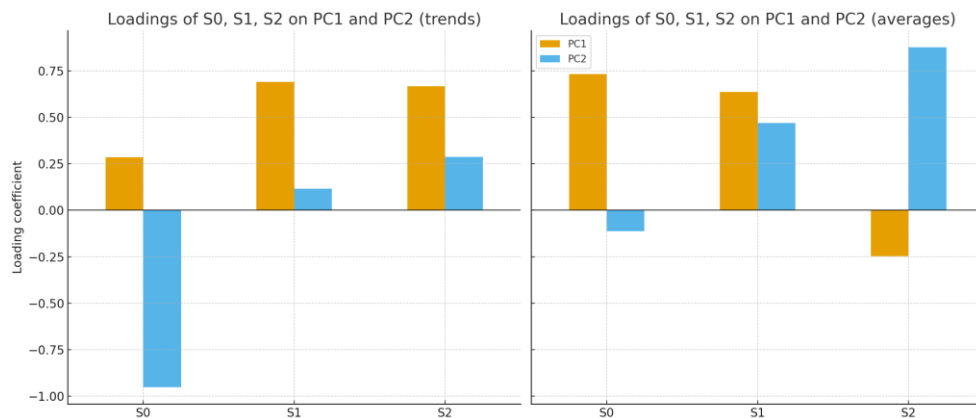 Loadings of S0, S1, S2 on PC1 and PC2 (trends)
Loading coefficient
0.75
0.50
0.25
0.00
−0.25
−0.50
−0.75
−1.00
S0 S1 S2
Loadings of S0, S1, S2 on PC1 and PC2 (averages)
PC1
PC2
S0 S1 S2